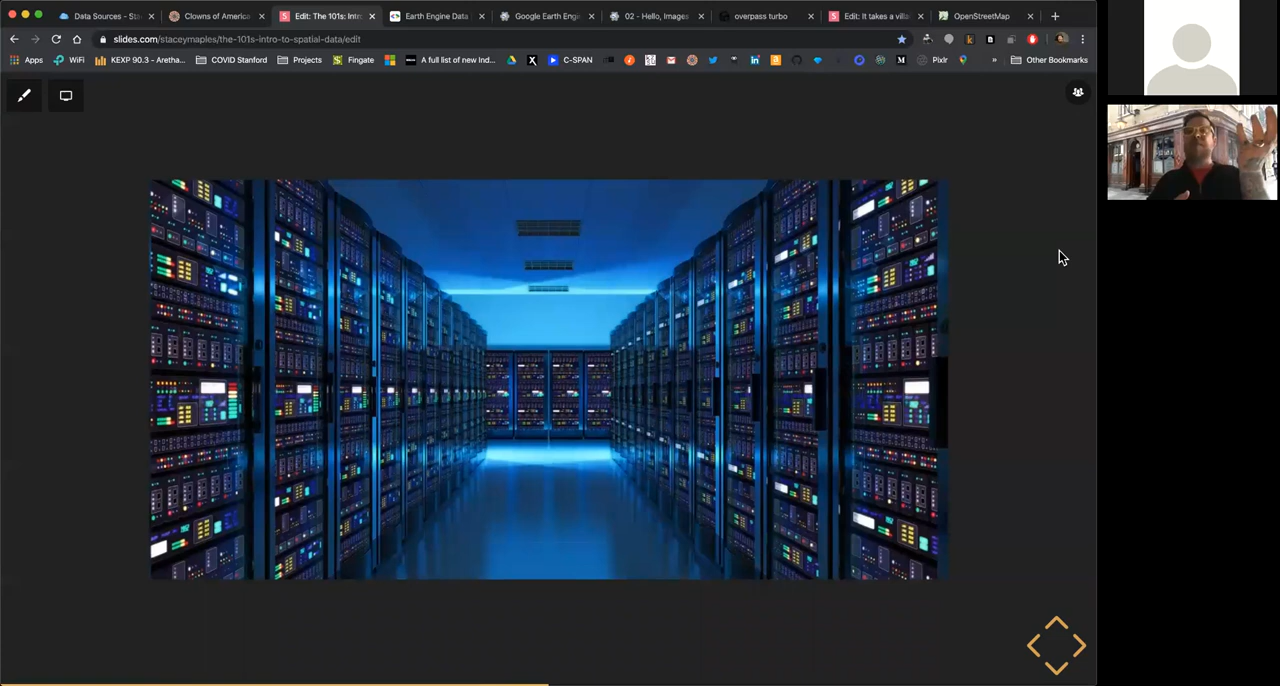 Data Sources - Sta
Clowns of America
Edit: The 101s: Intr
Earth Engine Data
Google Earth Engi
02 - Hello, Images
overpass turbo
Edit: It takes a villa
OpenStreetMap
slides.com/staceymaples/the-101s-intro-to-spatial-data/edit
Apps
WiFi
KEXP 90.3 - Aretha...
COVID Stanford
Projects
Fingate
A full list of new Ind...
C-SPAN
Pixlr
»
Other Bookmarks